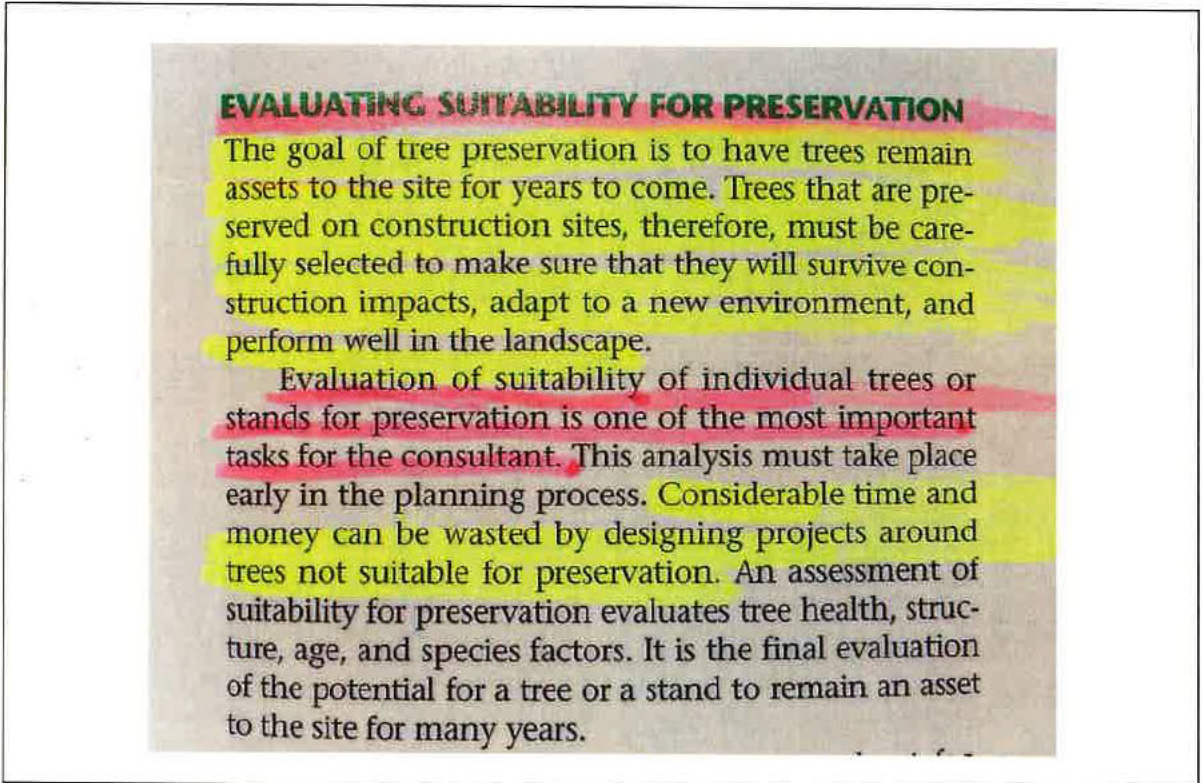 EVALUATING SUITABILITY FOR PRESERVATION
The goal of tree preservation is to have trees remain
assets to the site for years to come. Trees that are pre-
served on construction sites, therefore, must be care-
fully selected to make sure that they will survive con-
struction impacts, adapt to a new environment, and
perform well in the landscape.
Evaluation of suitability of individual trees or
stands for preservation is one of the most important
tasks for the consultant. This analysis must take place
early in the planning process. Considerable time and
money can be wasted by designing projects around
trees not suitable for preservation. An assessment of
suitability for preservation evaluates tree health, struc-
ture, age, and species factors. It is the final evaluation
of the potential for a tree or a stand to remain an asset
to the site for many years.